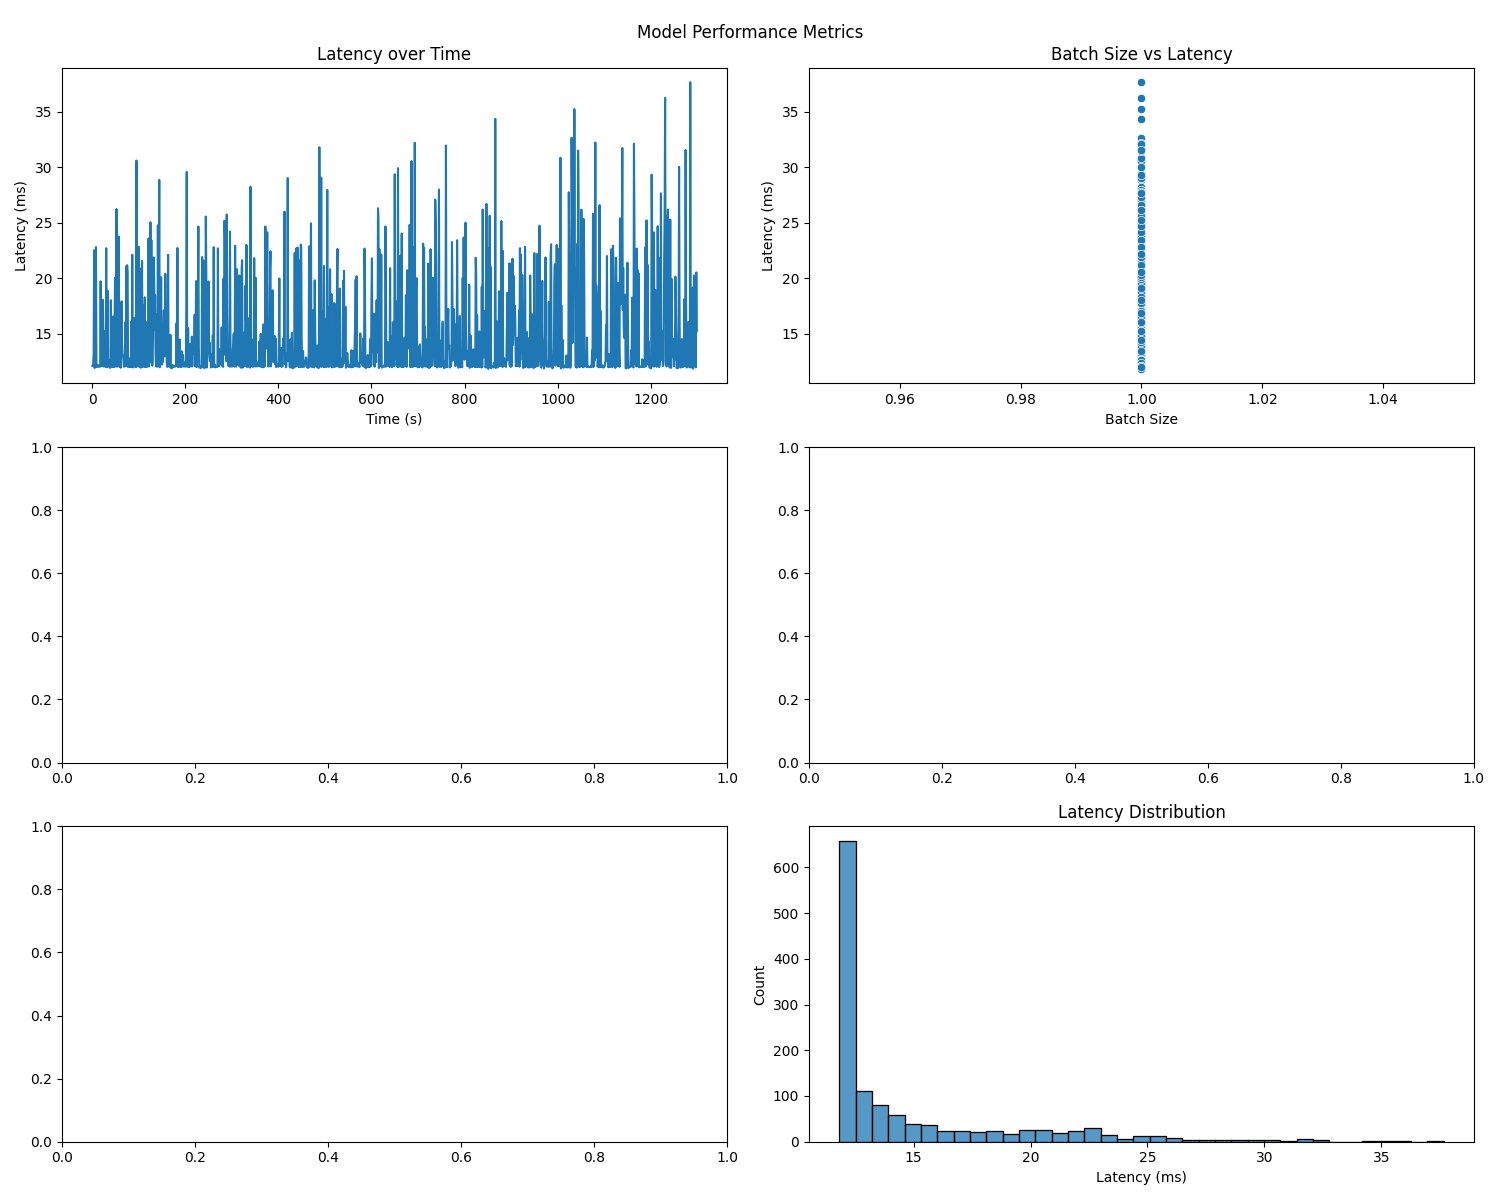 Model Performance Metrics
Latency over Time
Latency (ms)
35
30
25
20
15
0 200 400 600 800 1000 1200
Time (s)
Batch Size vs Latency
Latency (ms)
35
30
25
20
15
0.96 0.98 1.00 1.02 1.04
Batch Size
1.0
0.8
0.6
0.4
0.2
0.0
0.0 0.2 0.4 0.6 0.8 1.0
1.0
0.8
0.6
0.4
0.2
0.0
0.0 0.2 0.4 0.6 0.8 1.0
1.0
0.8
0.6
0.4
0.2
0.0
0.0 0.2 0.4 0.6 0.8 1.0
Latency Distribution
Count
600
500
400
300
200
100
0
15 20 25 30 35
Latency (ms)